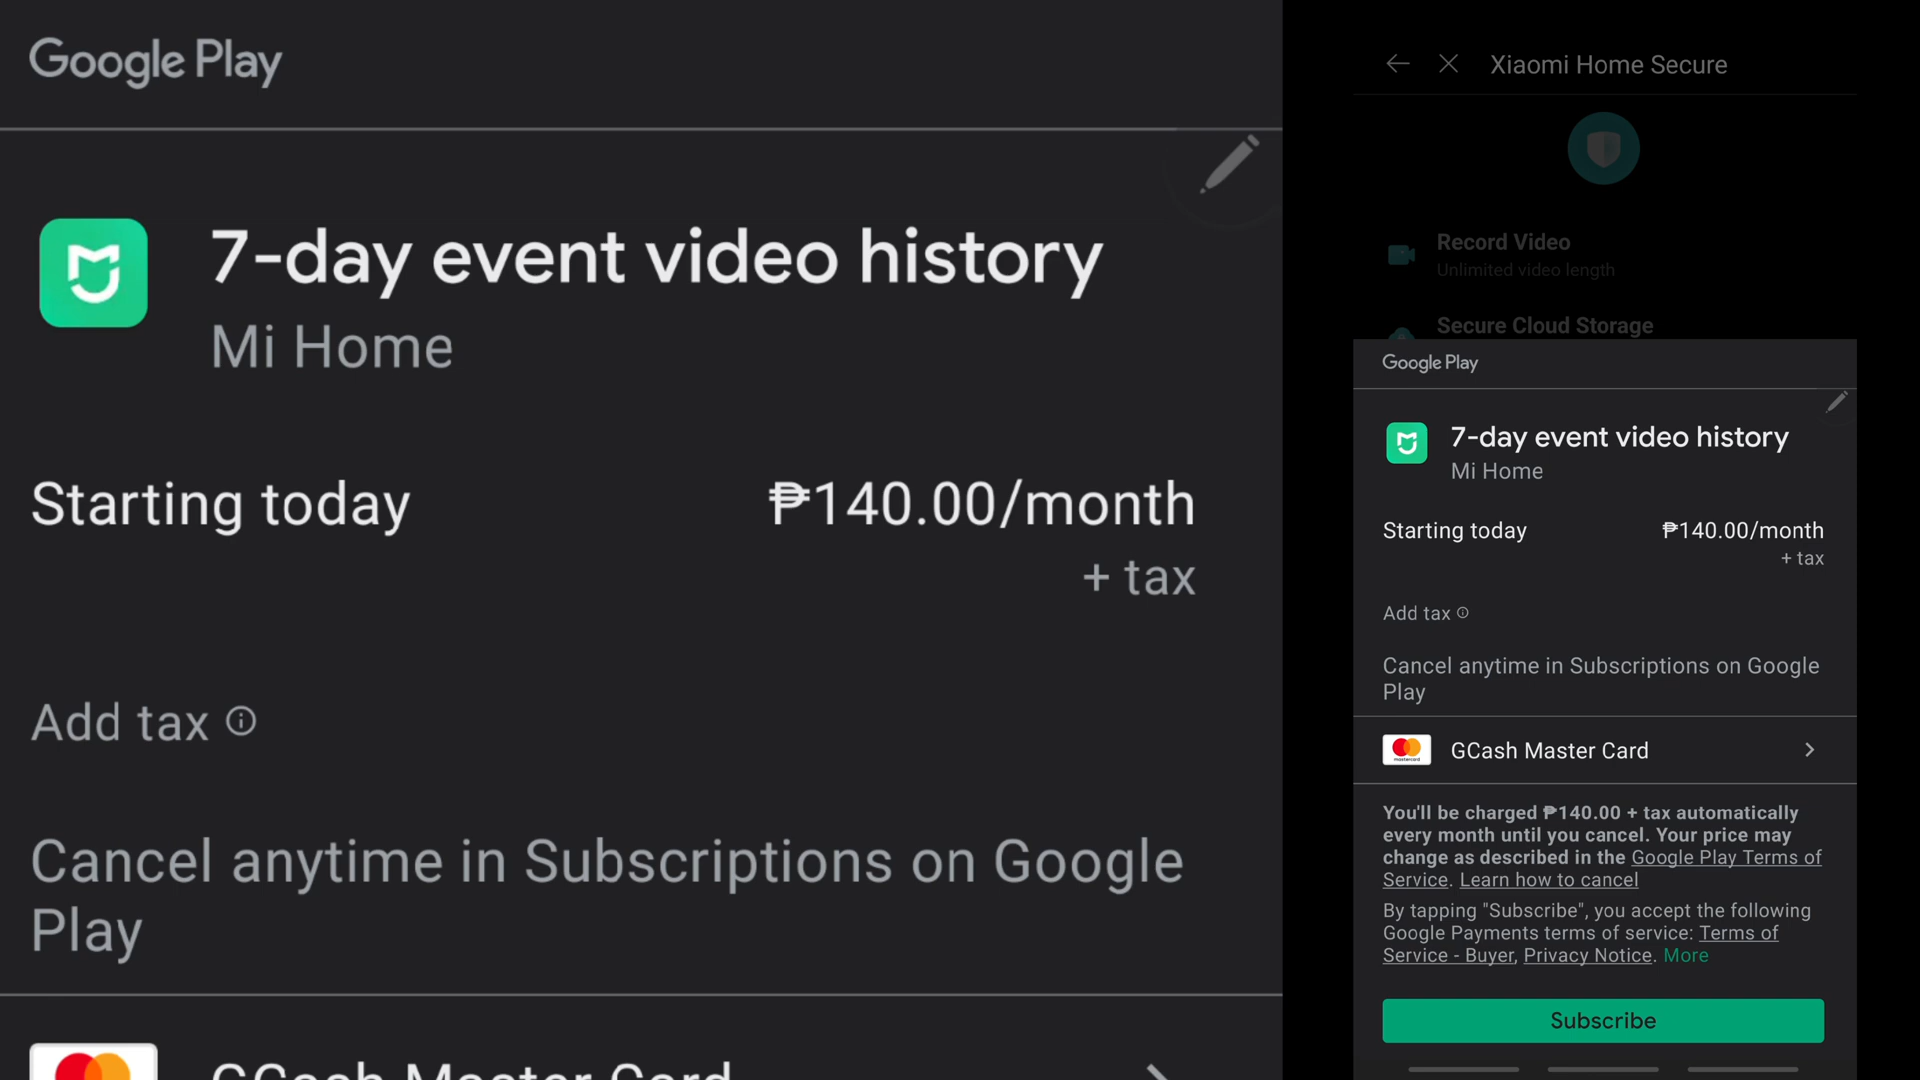 Google Play
7-day event video history
Mi Home
Starting today
₱140.00/month
+ tax
Add tax
Cancel anytime in Subscriptions on Google
Play
GCash Master Card
Xiaomi Home Secure
Record Video
Unlimited video length
Secure Cloud Storage
Google Play
7-day event video history
Mi Home
Starting today
₱140.00/month
+ tax
Add tax
Cancel anytime in Subscriptions on Google
Play
mastercard
GCash Master Card
You'll be charged ₱140.00 + tax automatically
every month until you cancel. Your price may
change as described in the Google Play Terms of
Service. Learn how to cancel
By tapping "Subscribe", you accept the following
Google Payments terms of service: Terms of
Service - Buyer, Privacy Notice. More
Subscribe